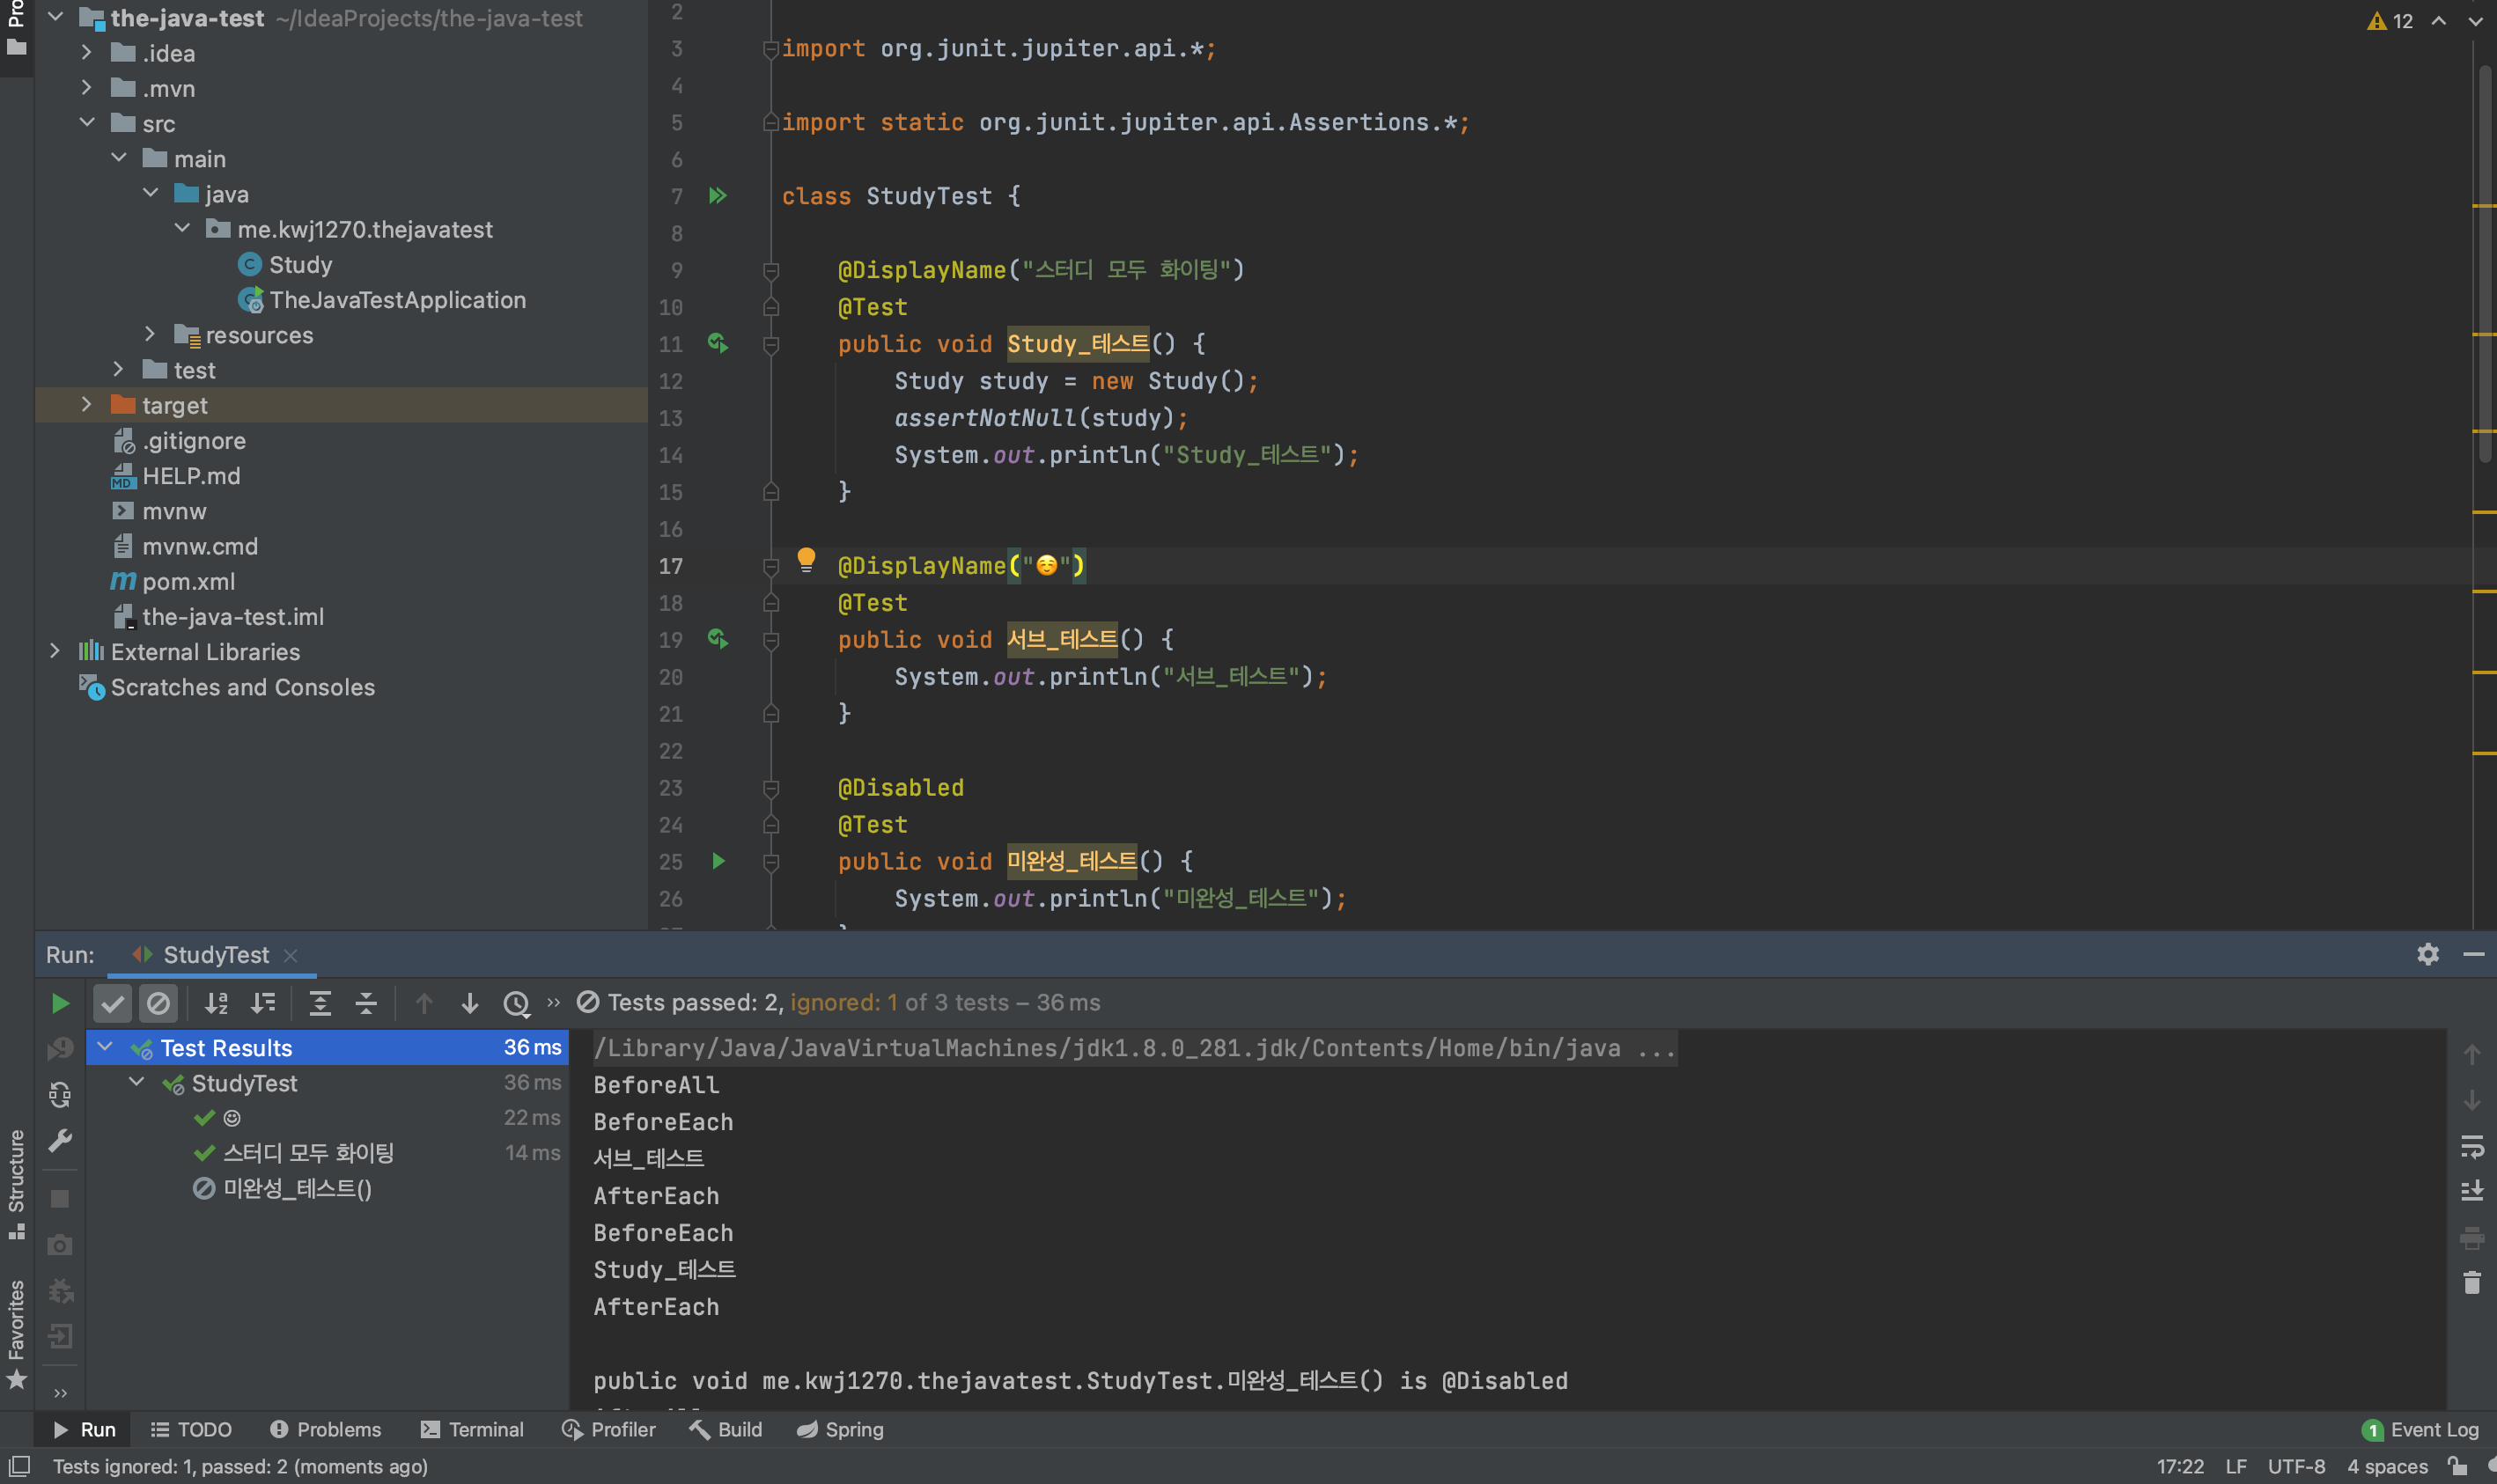 Pro
the-java-test ~/IdeaProjects/the-java-test
.idea
.mvn
src
main
java
me.kwj1270.thejavatest
Study
TheJavaTestApplication
resources
test
target
.gitignore
HELP.md
mvnw
mvnw.cmd
pom.xml
the-java-test.iml
External Libraries
Scratches and Consoles
12
2
3 import org.junit.jupiter.api.*;
4
5 import static org.junit.jupiter.api.Assertions.*;
6
7 class StudyTest {
8
9 @DisplayName("스터디 모두 화이팅")
10 @Test
11 public void Study_테스트() {
12 Study study = new Study();
13 assertNotNull(study);
14 System.out.println("Study_테스트");
15 }
16
17 @DisplayName("☺️")
18 @Test
19 public void 서브_테스트() {
20 System.out.println("서브_테스트");
21 }
22
23 @Disabled
24 @Test
25 public void 미완성_테스트() {
26 System.out.println("미완성_테스트");
Run: StudyTest
Tests passed: 2, ignored: 1 of 3 tests – 36 ms
Test Results 36 ms
StudyTest 36 ms
☺ 22 ms
스터디 모두 화이팅 14 ms
미완성_테스트()
/Library/Java/JavaVirtualMachines/jdk1.8.0_281.jdk/Contents/Home/bin/java ...
BeforeAll
BeforeEach
서브_테스트
AfterEach
BeforeEach
Study_테스트
AfterEach
public void me.kwj1270.thejavatest.StudyTest.미완성_테스트() is @Disabled
Structure
Favorites
Run TODO Problems Terminal Profiler Build Spring 1 Event Log
Tests ignored: 1, passed: 2 (moments ago) 17:22 LF UTF-8 4 spaces